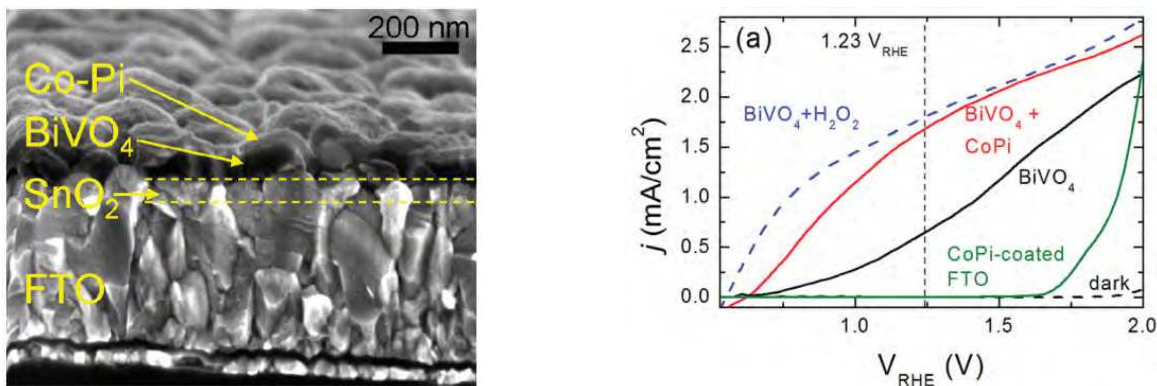 200 nm
Co-Pi
BiVO₄
SnO₂
FTO
(a)
1.23 V_RHE
BiVO₄+H₂O₂
BiVO₄ +
CoPi
BiVO₄
CoPi-coated
FTO
dark
j (mA/cm²)
2.5
2.0
1.5
1.0
0.5
0.0
1.0
1.5
2.0
V_RHE (V)